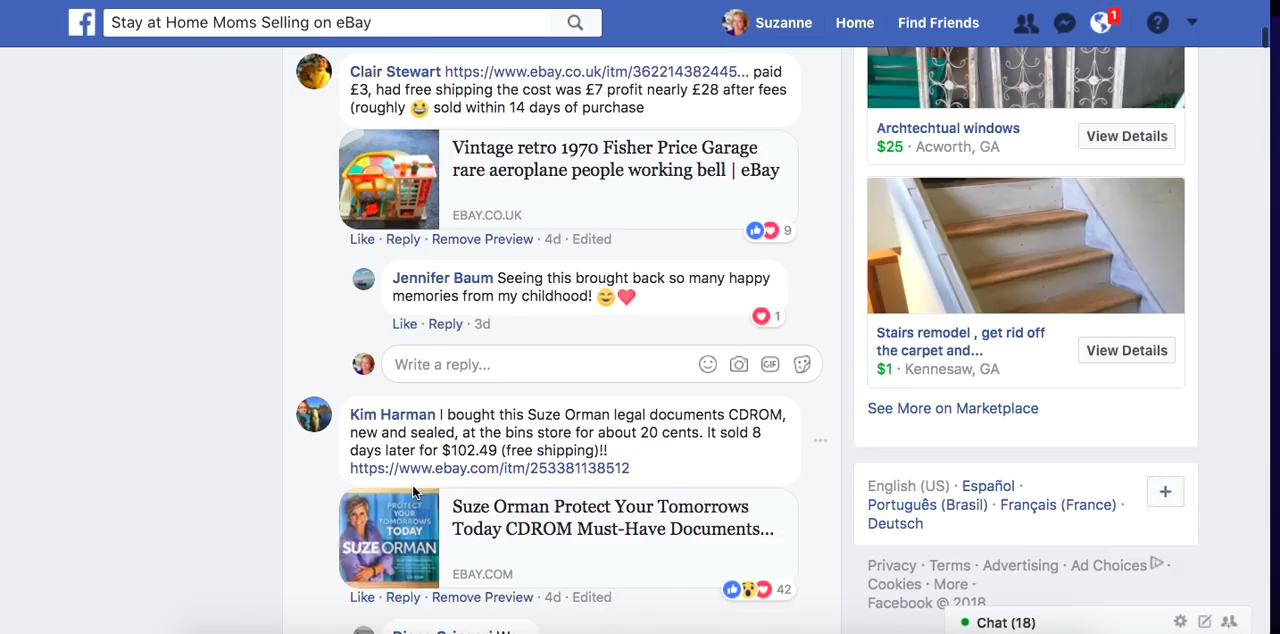 f
Stay at Home Moms Selling on eBay
Suzanne
Home
Find Friends
1
?
Clair Stewart https://www.ebay.co.uk/itm/362214382445... paid
£3, had free shipping the cost was £7 profit nearly £28 after fees
(roughly 😂 sold within 14 days of purchase
Vintage retro 1970 Fisher Price Garage
rare aeroplane people working bell | eBay
EBAY.CO.UK
9
Like · Reply · Remove Preview · 4d · Edited
Jennifer Baum Seeing this brought back so many happy
memories from my childhood! 😊❤️
1
Like · Reply · 3d
Write a reply...
GIF
Kim Harman I bought this Suze Orman legal documents CDROM,
new and sealed, at the bins store for about 20 cents. It sold 8
days later for $102.49 (free shipping)!!
https://www.ebay.com/itm/253381138512
PROTECT
YOUR
TOMORROWS
TODAY
SUZE ORMAN
Suze Orman Protect Your Tomorrows
Today CDROM Must-Have Documents...
EBAY.COM
42
Like · Reply · Remove Preview · 4d · Edited
Archtechtual windows
$25 · Acworth, GA
View Details
Stairs remodel , get rid off
the carpet and...
$1 · Kennesaw, GA
View Details
See More on Marketplace
English (US) · Español ·
Português (Brasil) · Français (France) ·
Deutsch
+
Privacy · Terms · Advertising · Ad Choices ·
Cookies · More
Facebook © 2018
Chat (18)